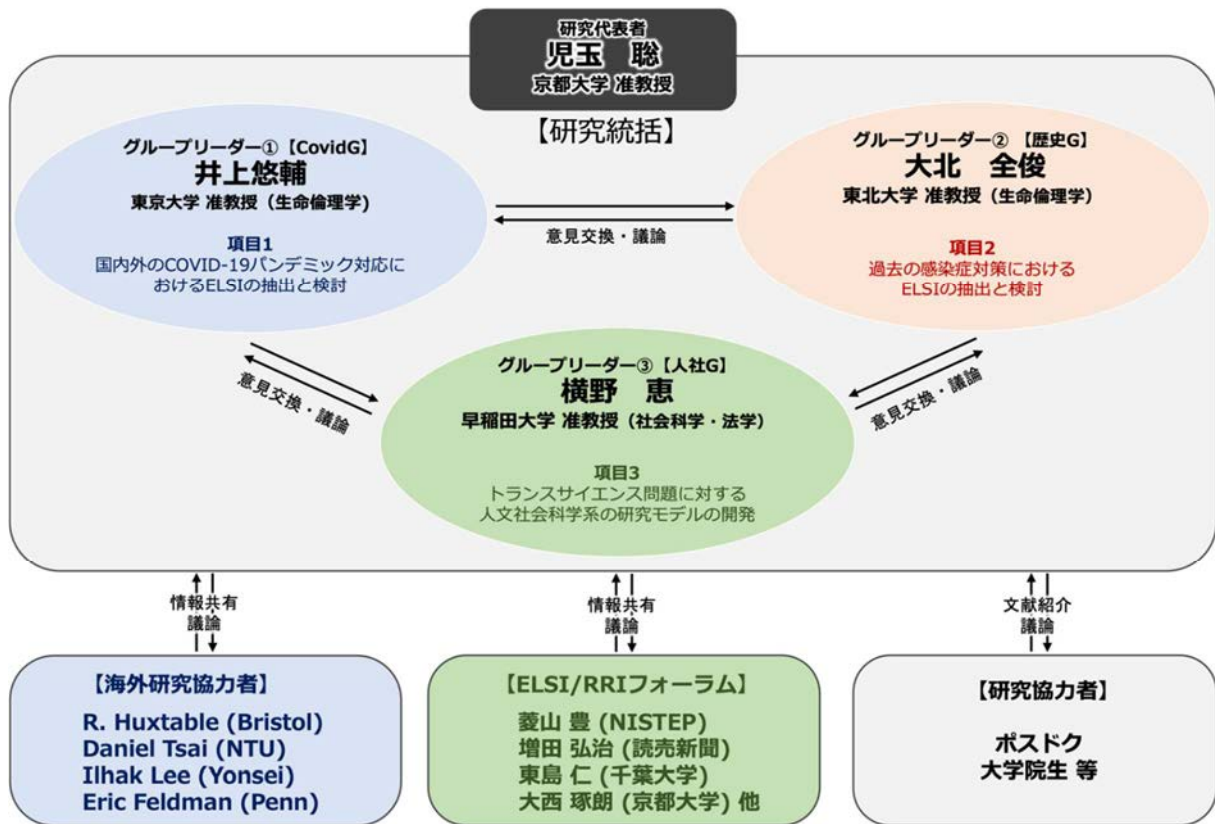 研究代表者
児玉　聡
京都大学 准教授
【研究統括】
グループリーダー①【CovidG】
井上悠輔
東京大学 准教授（生命倫理学)
項目1
国内外のCOVID-19パンデミック対応に
おけるELSIの抽出と検討
意見交換・議論
グループリーダー②【歴史G】
大北　全俊
東北大学 准教授（生命倫理学）
項目2
過去の感染症対策における
ELSIの抽出と検討
意見交換・議論
グループリーダー③【人社G】
横野　恵
早稲田大学 准教授（社会科学・法学）
項目3
トランスサイエンス問題に対する
人文社会科学系の研究モデルの開発
意見交換・議論
情報共有
議論
情報共有
議論
文献紹介
議論
【海外研究協力者】
R. Huxtable (Bristol)
Daniel Tsai (NTU)
Ilhak Lee (Yonsei)
Eric Feldman (Penn)
【ELSI/RRIフォーラム】
菱山 豊 (NISTEP)
増田 弘治 (読売新聞)
東島 仁 (千葉大学)
大西 琢朗 (京都大学) 他
【研究協力者】
ポスドク
大学院生 等